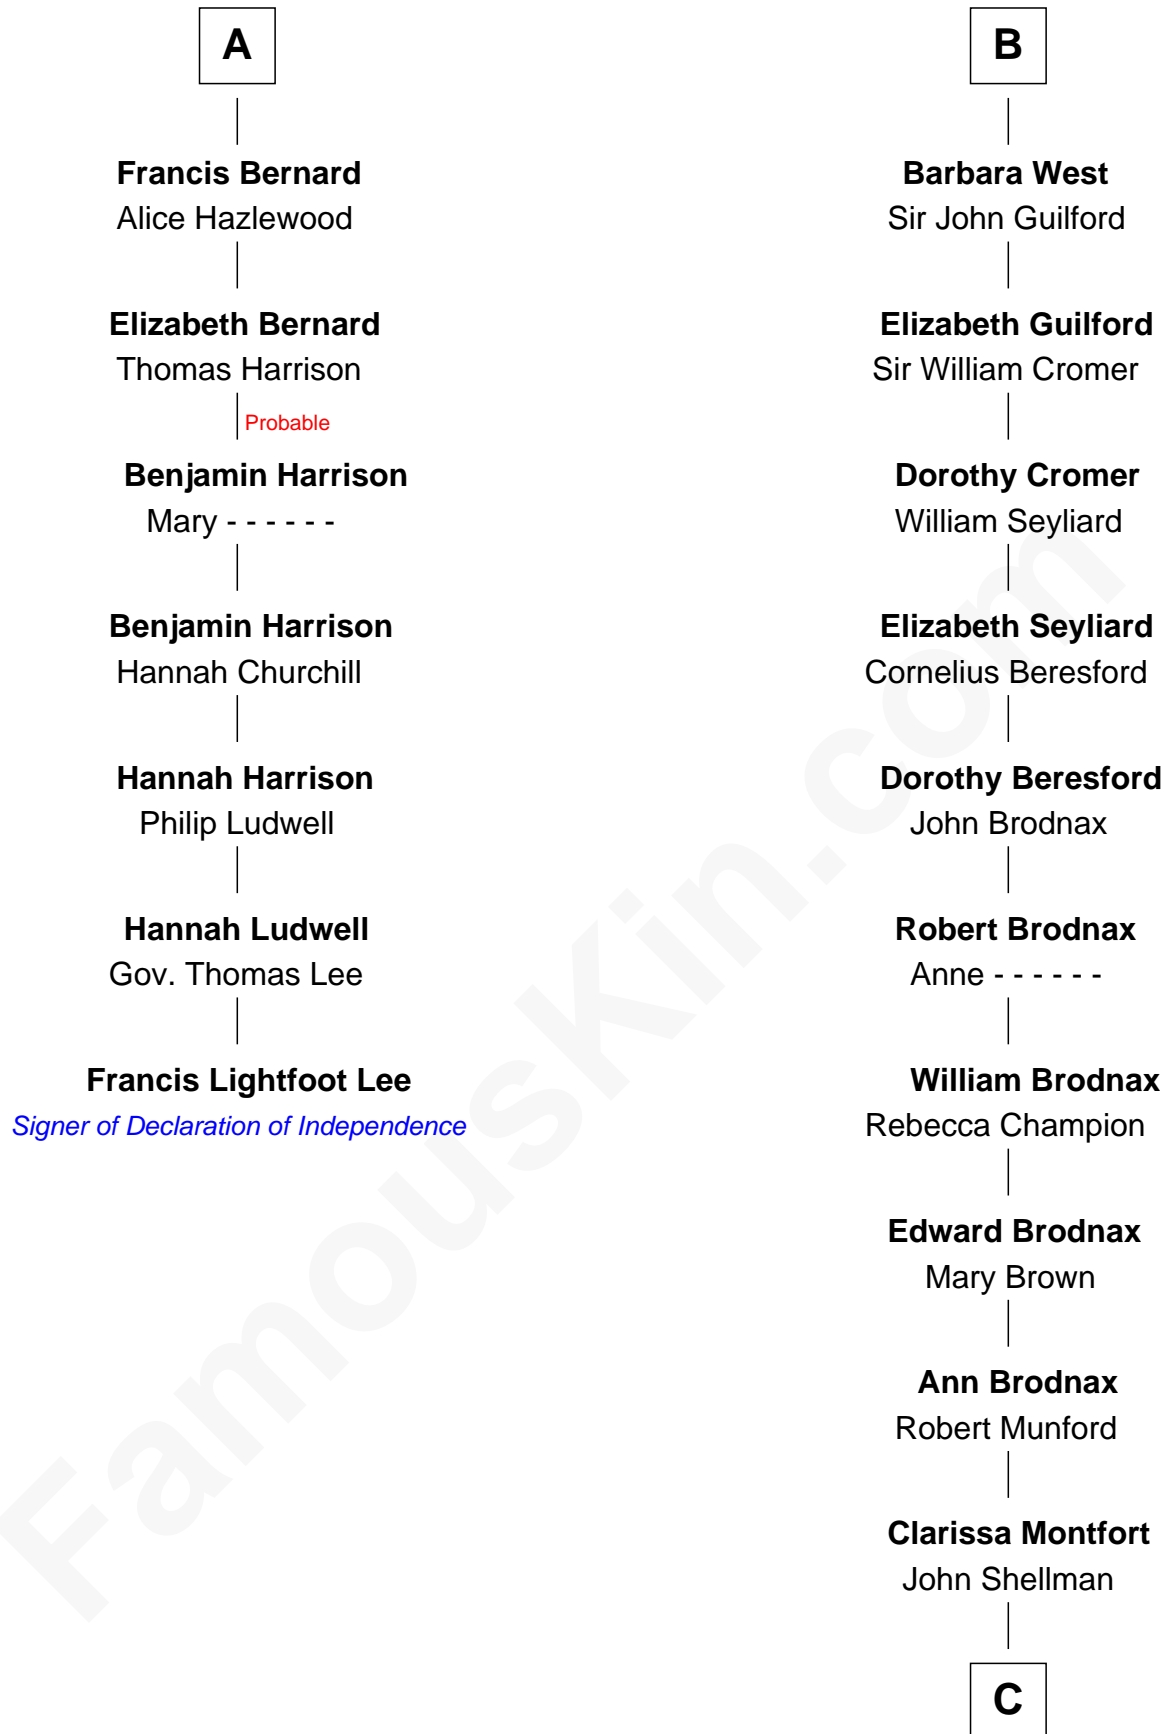 A
Francis Bernard
Alice Hazlewood
Elizabeth Bernard
Thomas Harrison
Probable
Benjamin Harrison
Mary - - - - - -
Benjamin Harrison
Hannah Churchill
Hannah Harrison
Philip Ludwell
Hannah Ludwell
Gov. Thomas Lee
Francis Lightfoot Lee
Signer of Declaration of Independence
B
Barbara West
Sir John Guilford
Elizabeth Guilford
Sir William Cromer
Dorothy Cromer
William Seyliard
Elizabeth Seyliard
Cornelius Beresford
Dorothy Beresford
John Brodnax
Robert Brodnax
Anne - - - - - -
William Brodnax
Rebecca Champion
Edward Brodnax
Mary Brown
Ann Brodnax
Robert Munford
Clarissa Montfort
John Shellman
C
FamousKin.com